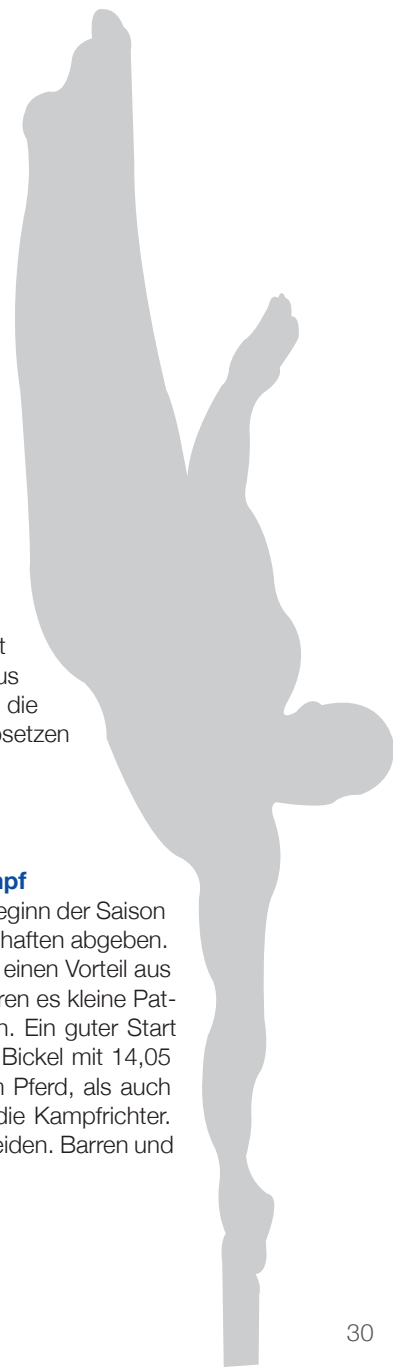 t
us
die
osetzen
npf
eginn der Saison
haften abgeben.
einen Vorteil aus
ren es kleine Pat-
n. Ein guter Start
Bickel mit 14,05
n Pferd, als auch
die Kampfrichter.
eiden. Barren und
30